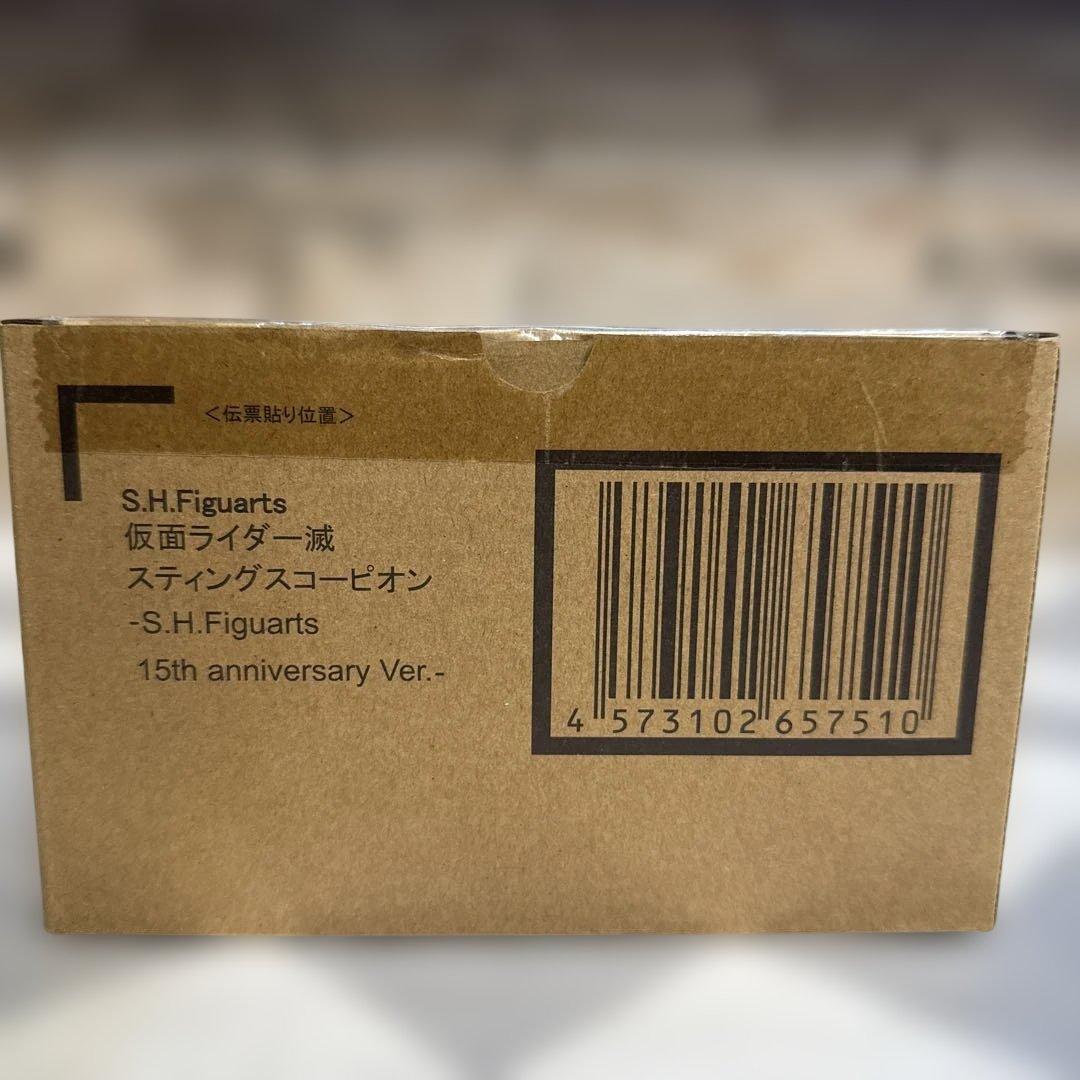 ＜伝票貼り位置＞
S.H.Figuarts
仮面ライダー滅
スティングスコーピオン
-S.H.Figuarts
15th anniversary Ver.-
4 573102 657510